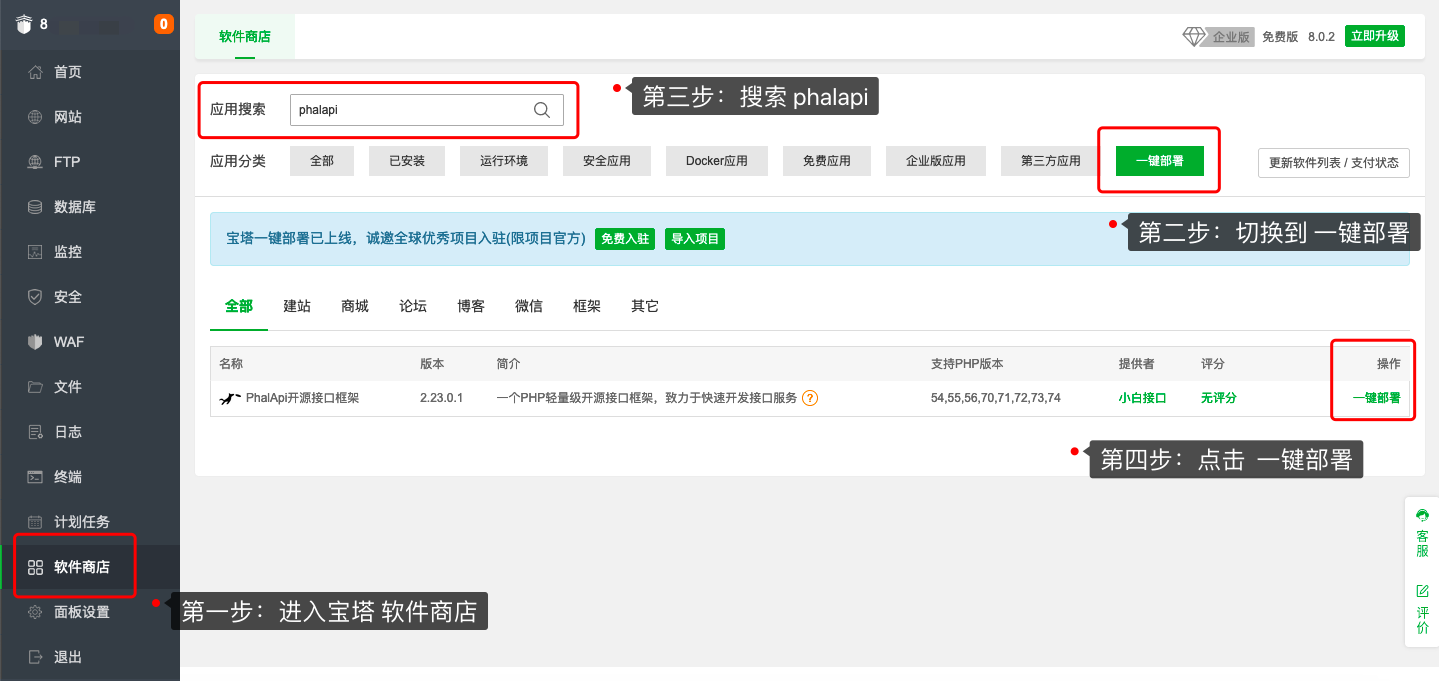 8
0
首页
网站
FTP
数据库
监控
安全
WAF
文件
日志
终端
计划任务
软件商店
面板设置
退出
第一步：进入宝塔 软件商店
软件商店
企业版 免费版 8.0.2 立即升级
应用搜索 phalapi
第三步：搜索 phalapi
应用分类 全部 已安装 运行环境 安全应用 Docker应用 免费应用 企业版应用 第三方应用 一键部署 更新软件列表 / 支付状态
宝塔一键部署已上线，诚邀全球优秀项目入驻(限项目官方) 免费入驻 导入项目
第二步：切换到 一键部署
全部 建站 商城 论坛 博客 微信 框架 其它
名称 版本 简介 支持PHP版本 提供者 评分 操作
PhalApi开源接口框架 2.23.0.1 一个PHP轻量级开源接口框架，致力于快速开发接口服务 ? 54,55,56,70,71,72,73,74 小白接口 无评分 一键部署
第四步：点击 一键部署
客服
评价